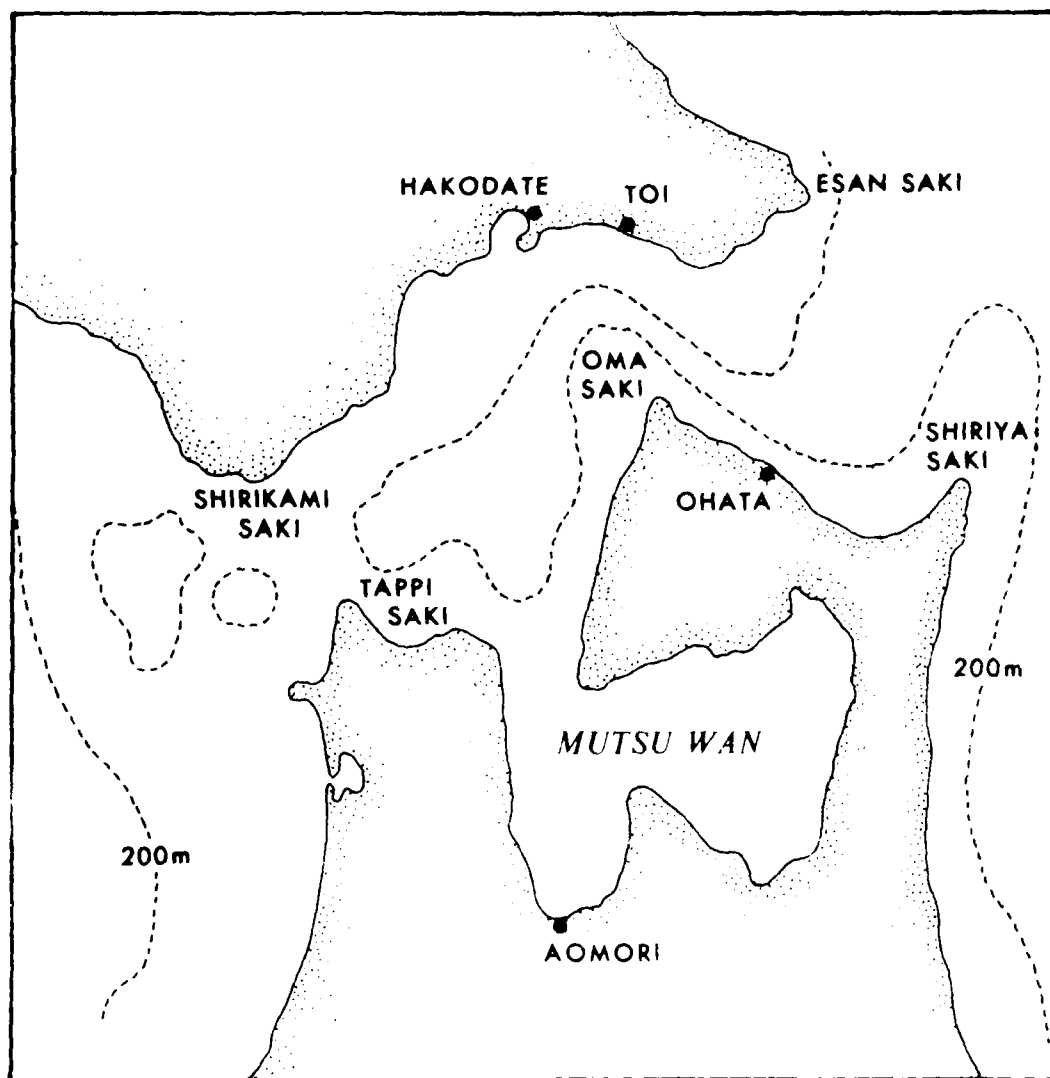 HAKODATE
TOI
ESAN SAKI
OMA
SAKI
SHIRIYA
SAKI
SHIRIKAMI
SAKI
OHATA
TAPPI
SAKI
200m
MUTSU WAN
200m
AOMORI